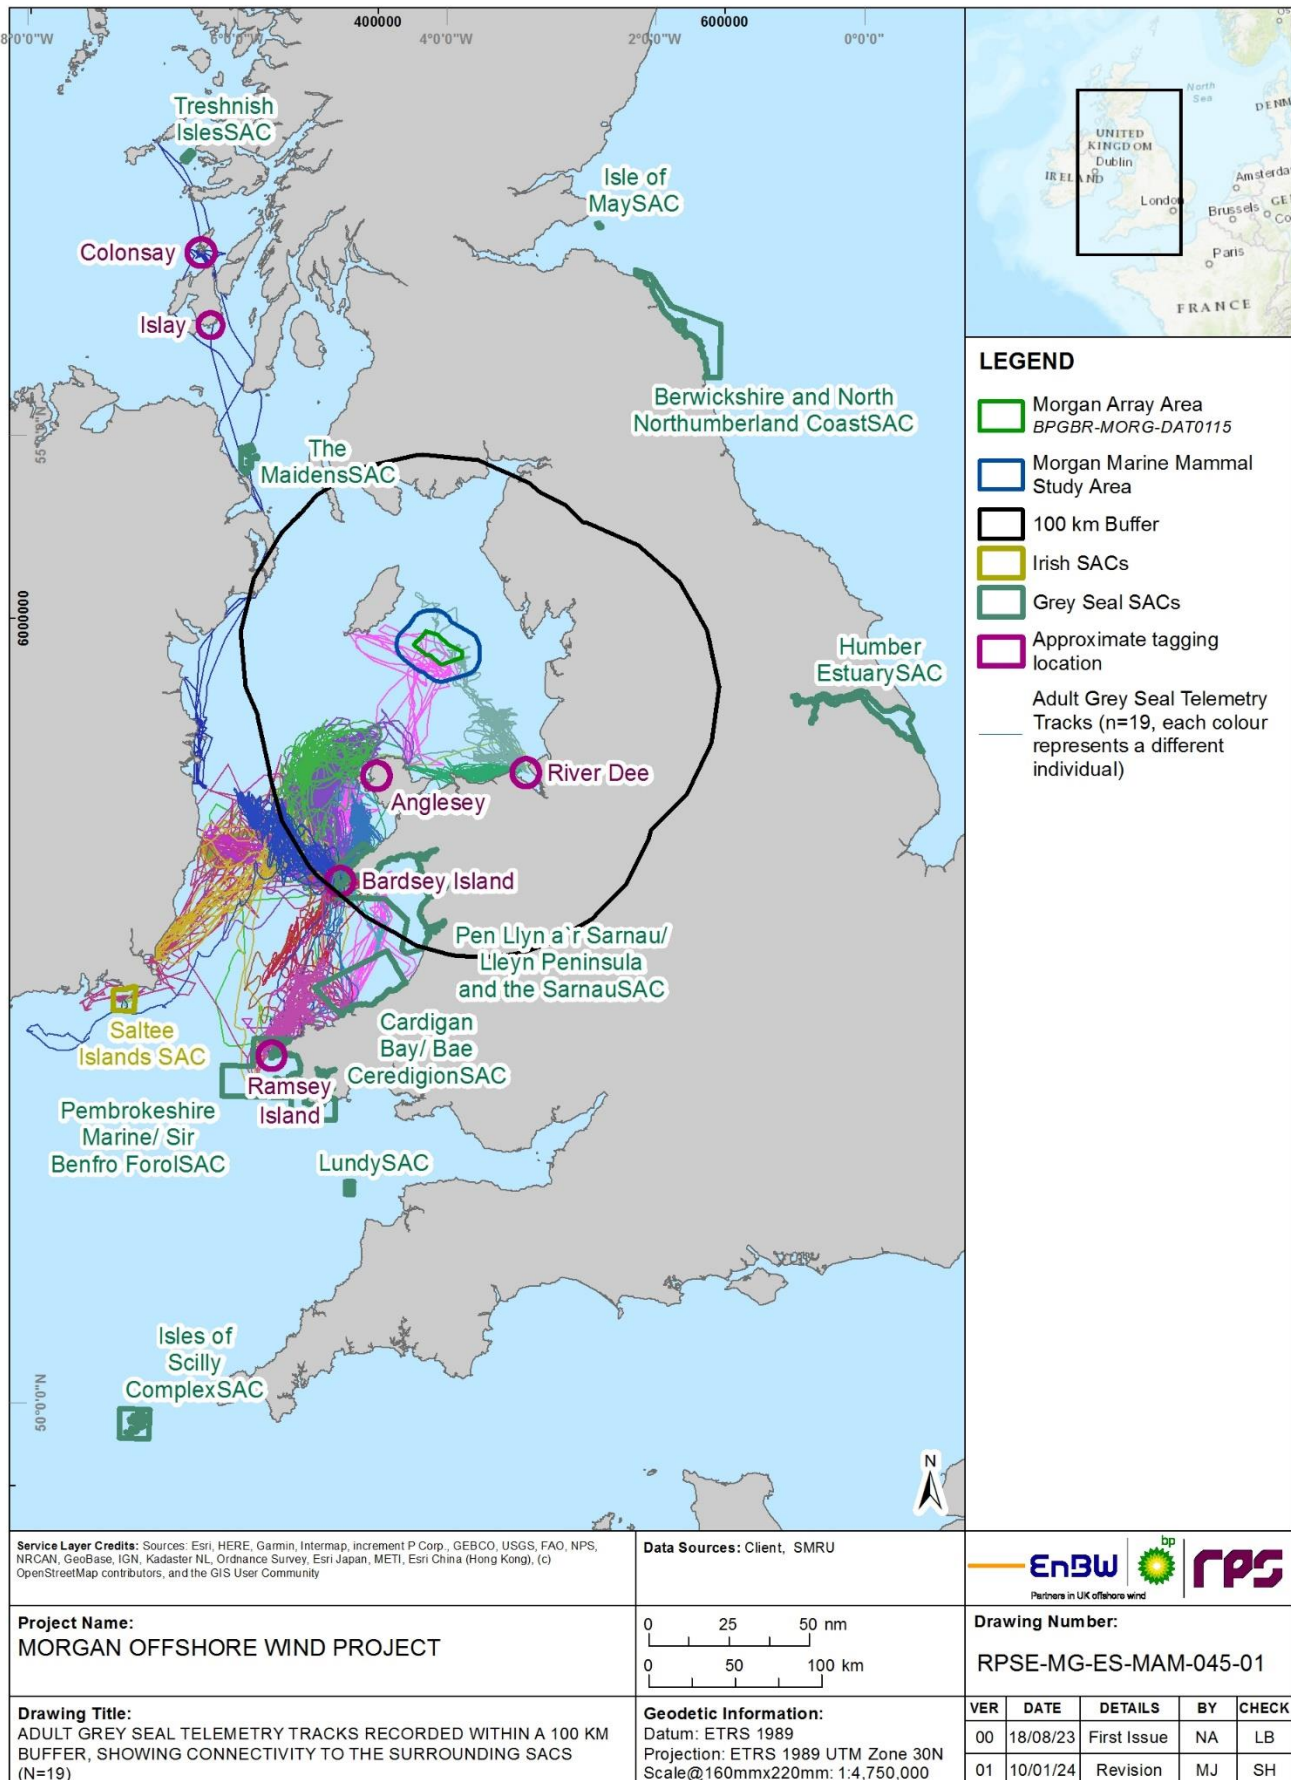 400000
600000
8°0'0"W
6°0'0"W
4°0'0"W
2°0'0"W
0°0'0"
55°0'0"N
6000000
50°0'0"N
Treshnish
IslesSAC
Isle of
MaySAC
Colonsay
Islay
Berwickshire and North
Northumberland CoastSAC
The
MaidensSAC
Humber
EstuarySAC
River Dee
Anglesey
Bardsey Island
Pen Llyn a`r Sarnau/
Lleyn Peninsula
and the SarnauSAC
Saltee
Islands SAC
Cardigan
Bay/ Bae
CeredigionSAC
Ramsey
Island
Pembrokeshire
Marine/ Sir
Benfro ForolSAC
LundySAC
Isles of
Scilly
ComplexSAC
N
North
Sea
DENM
UNITED
KINGDOM
Dublin
IRELAND
Amsterda
London
Brussels
GE
Co
Paris
FRANCE
LEGEND
Morgan Array Area
BPGBR-MORG-DAT0115
Morgan Marine Mammal
Study Area
100 km Buffer
Irish SACs
Grey Seal SACs
Approximate tagging
location
Adult Grey Seal Telemetry
Tracks (n=19, each colour
represents a different
individual)
Service Layer Credits: Sources: Esri, HERE, Garmin, Intermap, increment P Corp., GEBCO, USGS, FAO, NPS,
NRCAN, GeoBase, IGN, Kadaster NL, Ordnance Survey, Esri Japan, METI, Esri China (Hong Kong), (c)
OpenStreetMap contributors, and the GIS User Community
Data Sources: Client, SMRU
EnBW
bp
rps
Partners in UK offshore wind
Project Name:
MORGAN OFFSHORE WIND PROJECT
0 25 50 nm
0 50 100 km
Drawing Number:
RPSE-MG-ES-MAM-045-01
Drawing Title:
ADULT GREY SEAL TELEMETRY TRACKS RECORDED WITHIN A 100 KM
BUFFER, SHOWING CONNECTIVITY TO THE SURROUNDING SACS
(N=19)
Geodetic Information:
Datum: ETRS 1989
Projection: ETRS 1989 UTM Zone 30N
Scale@160mmx220mm: 1:4,750,000
VER DATE DETAILS BY CHECK
00 18/08/23 First Issue NA LB
01 10/01/24 Revision MJ SH